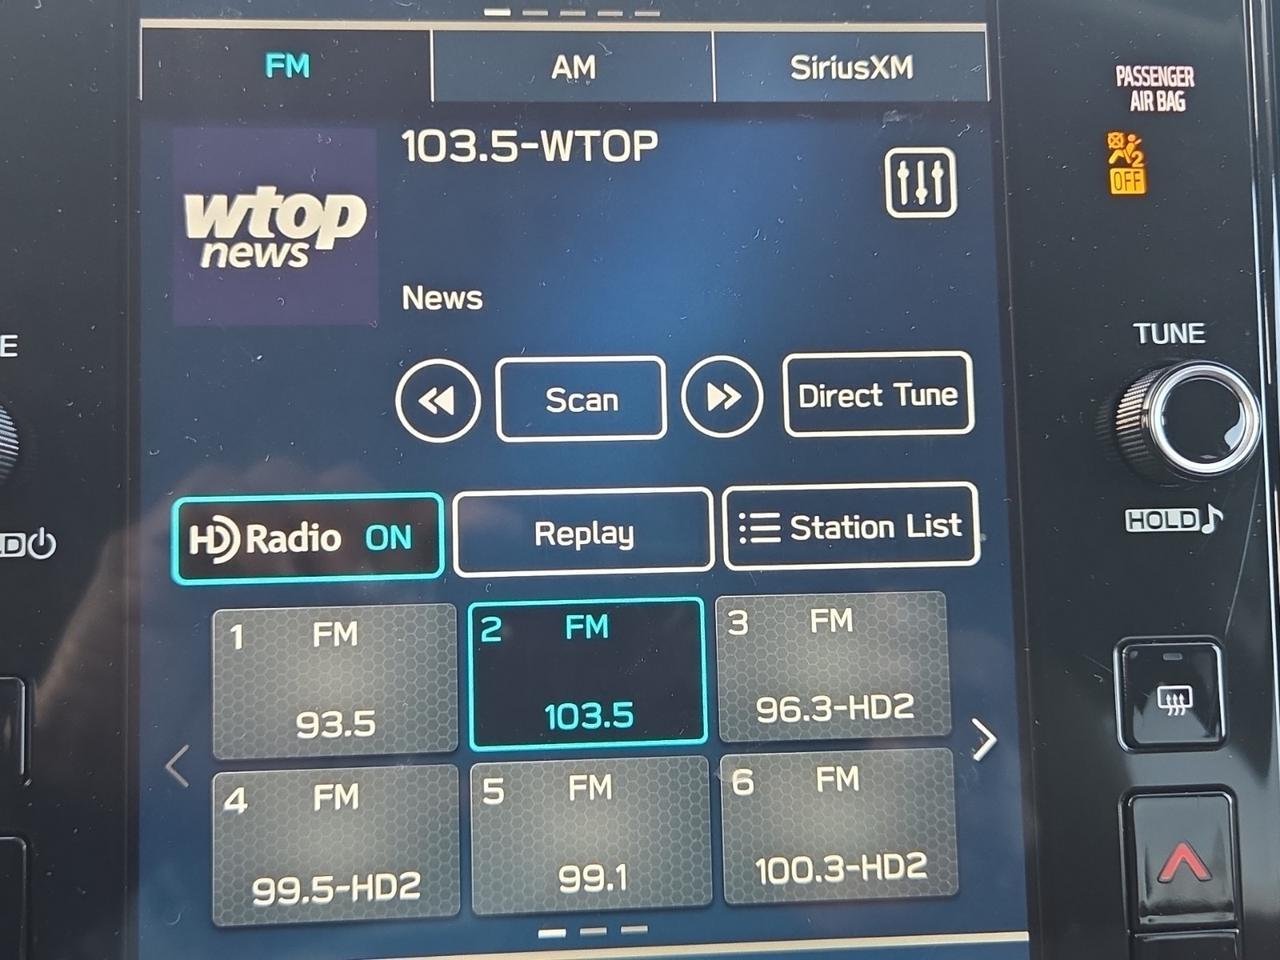 FM
AM
SiriusXM
PASSENGER
AIR BAG
2
OFF
103.5-WTOP
wtop
news
News
E
TUNE
Scan
Direct Tune
HD Radio ON
Replay
Station List
HOLD
1 FM
93.5
2 FM
103.5
3 FM
96.3-HD2
4 FM
99.5-HD2
5 FM
99.1
6 FM
100.3-HD2